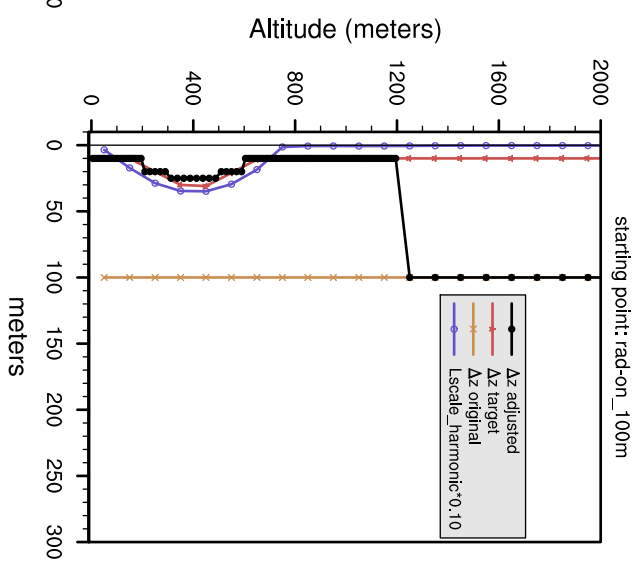 starting point: rad-on_100m
Altitude (meters)
0
400
800
1200
1600
2000
0
50
100
150
200
250
300
meters
Δz adjusted
Δz target
Δz original
Lscale_harmonic*0.10